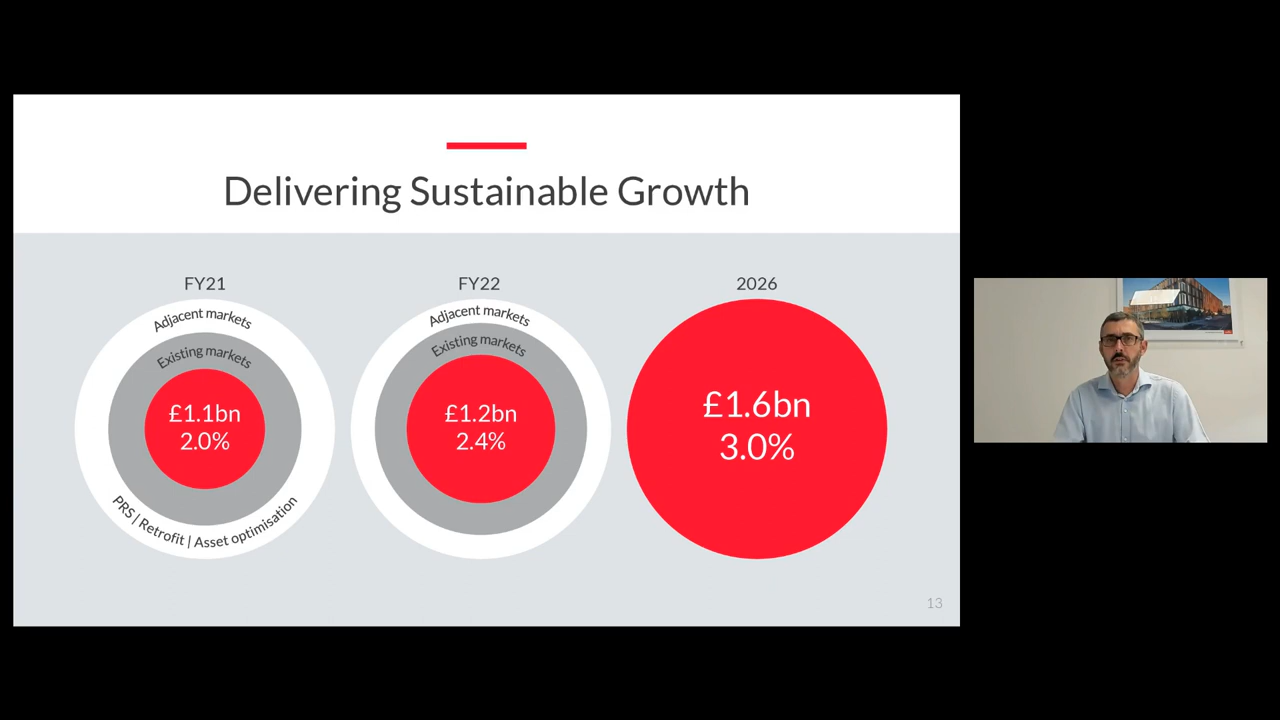 Delivering Sustainable Growth
FY21
Adjacent markets
Existing markets
£1.1bn
2.0%
PRS | Retrofit | Asset optimisation
FY22
Adjacent markets
Existing markets
£1.2bn
2.4%
2026
£1.6bn
3.0%
13